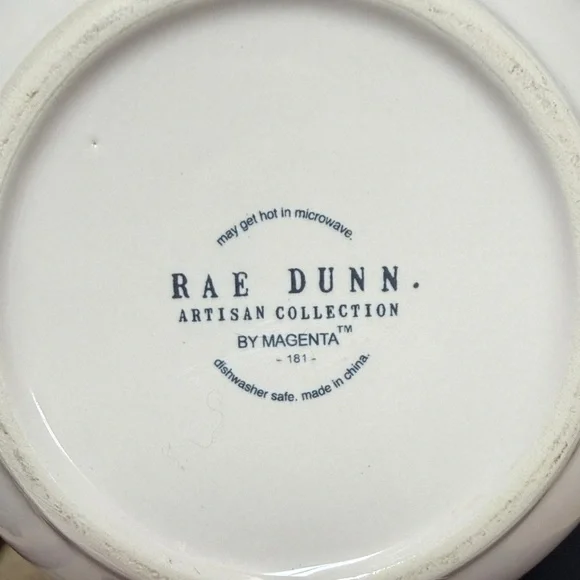 may get hot in microwave.
RAE DUNN.
ARTISAN COLLECTION
BY MAGENTA™
- 181 -
dishwasher safe. made in china.